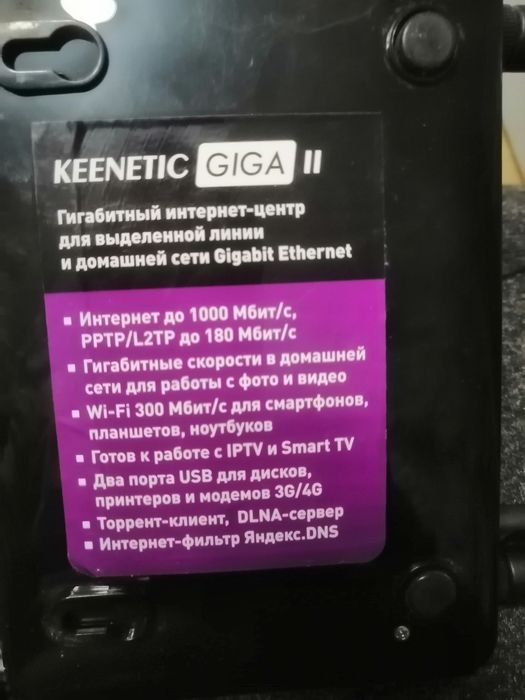 KEENETIC GIGA II
Гигабитный интернет-центр
для выделенной линии
и домашней сети Gigabit Ethernet
▪ Интернет до 1000 Мбит/с,
PPTP/L2TP до 180 Мбит/с
▪ Гигабитные скорости в домашней
сети для работы с фото и видео
▪ Wi-Fi 300 Мбит/с для смартфонов,
планшетов, ноутбуков
▪ Готов к работе с IPTV и Smart TV
▪ Два порта USB для дисков,
принтеров и модемов 3G/4G
▪ Торрент-клиент, DLNA-сервер
▪ Интернет-фильтр Яндекс.DNS